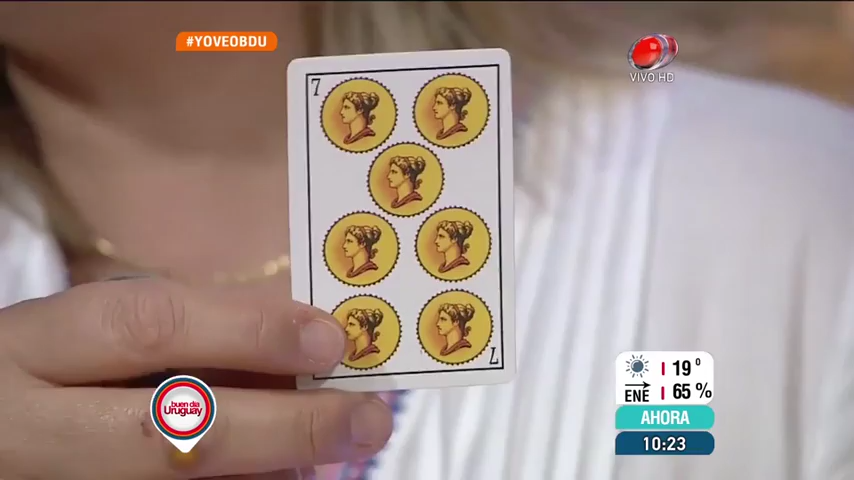 #YOVEOBDU
VIVO HD
7
7
buen día
Uruguay
19°
ENE
65 %
AHORA
10:23